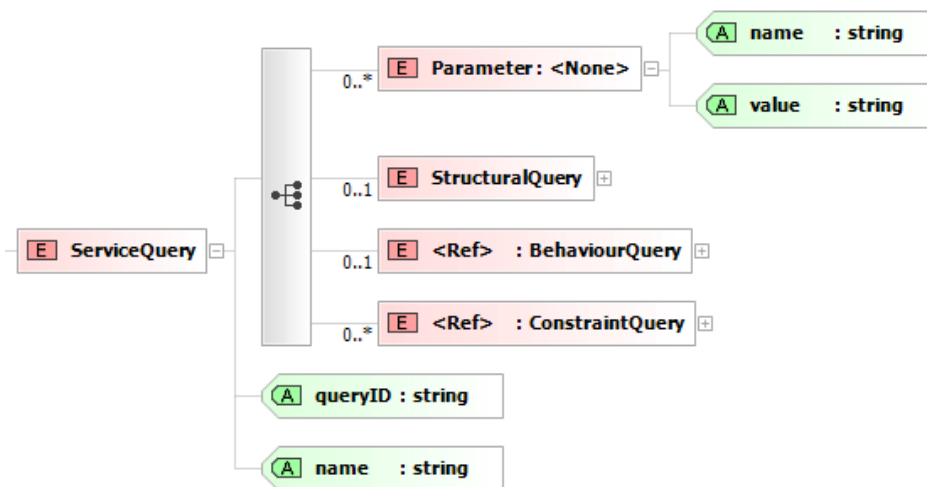 A name : string
E Parameter : <None>
0..*
A value : string
E StructuralQuery
0..1
E ServiceQuery
E <Ref> : BehaviourQuery
0..1
E <Ref> : ConstraintQuery
0..*
A queryID : string
A name : string